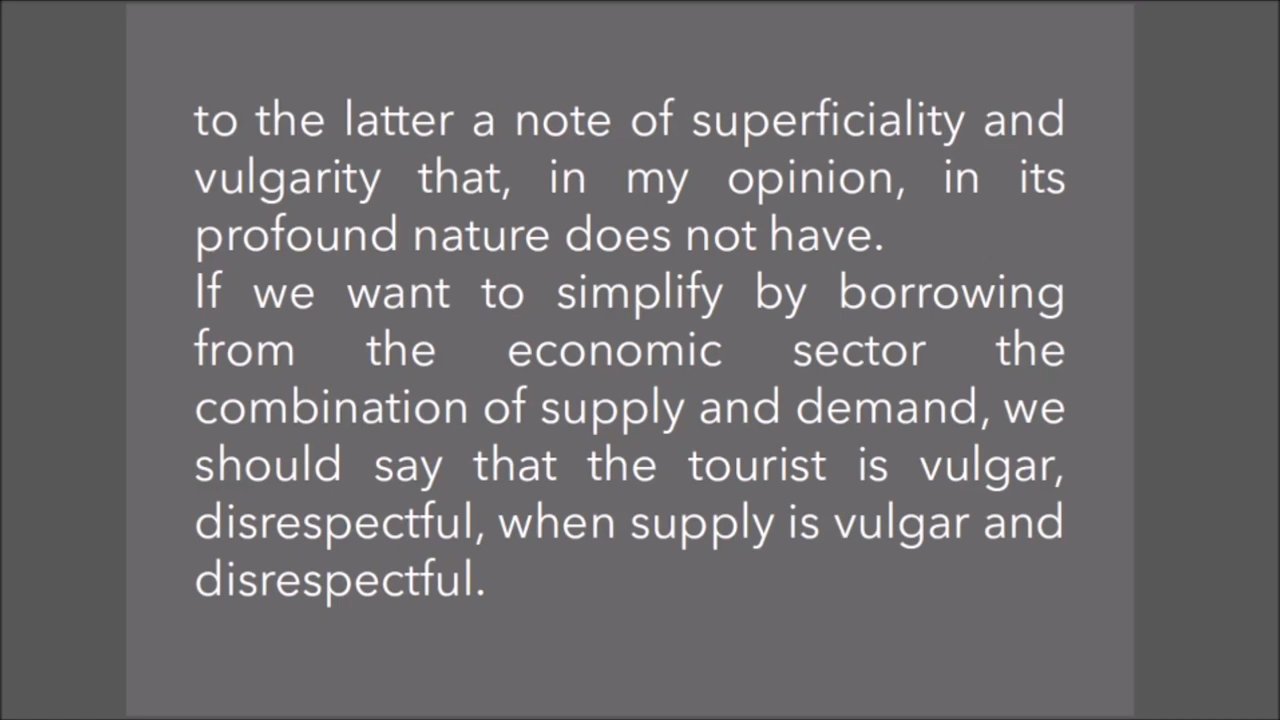 to the latter a note of superficiality and
vulgarity that, in my opinion, in its
profound nature does not have.
If we want to simplify by borrowing
from the economic sector the
combination of supply and demand, we
should say that the tourist is vulgar,
disrespectful, when supply is vulgar and
disrespectful.